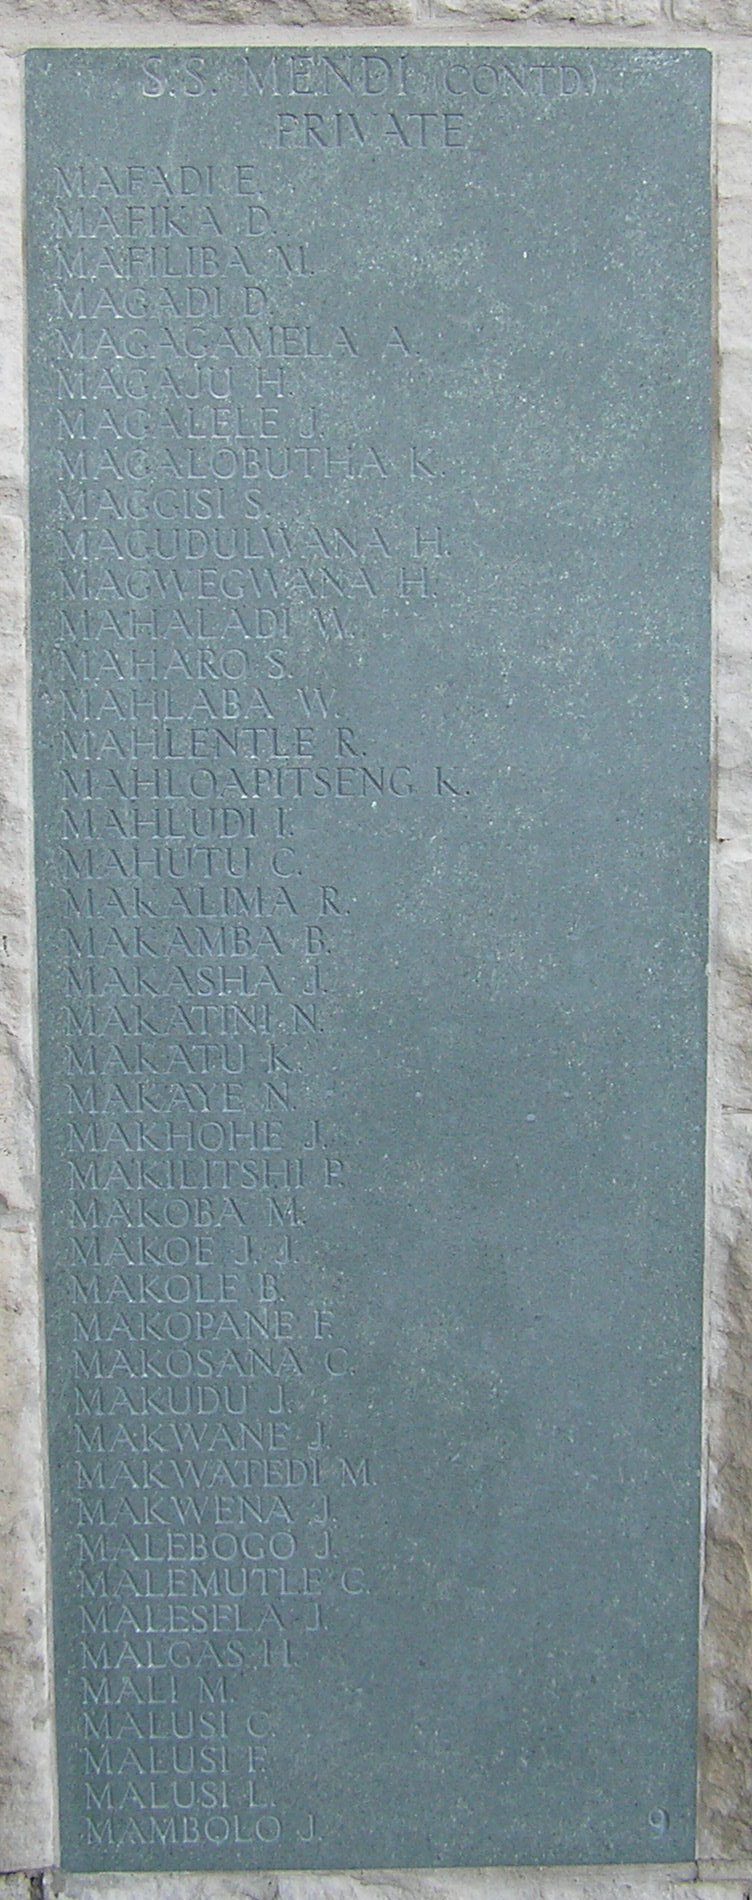 S.S. MENDI (CONTD.)
PRIVATE
MAFADI E.
MAFIKA D.
MAFILIBA M.
MAGADI D.
MAGAGAMELA A.
MAGAJU H.
MAGALELE J.
MAGALOBUTHA K.
MAGGISI S.
MAGUDULWANA H.
MAGWEGWANA H.
MAHALADI W.
MAHARO S.
MAHLABA W.
MAHLENTLE R.
MAHLOAPITSENG K.
MAHLUDI I.
MAHUTU C.
MAKALIMA R.
MAKAMBA B.
MAKASHA J.
MAKATINI N.
MAKATU K.
MAKAYE N.
MAKHOHE J.
MAKILITSHI P.
MAKOBA M.
MAKOE J. J.
MAKOLE B.
MAKOPANE F.
MAKOSANA C.
MAKUDU J.
MAKWANE J.
MAKWATEDI M.
MAKWENA J.
MALEBOGO J.
MALEMUTLE C.
MALESELA J.
MALGAS H.
MALI M.
MALUSI C.
MALUSI F.
MALUSI L.
MAMBOLO J.
9